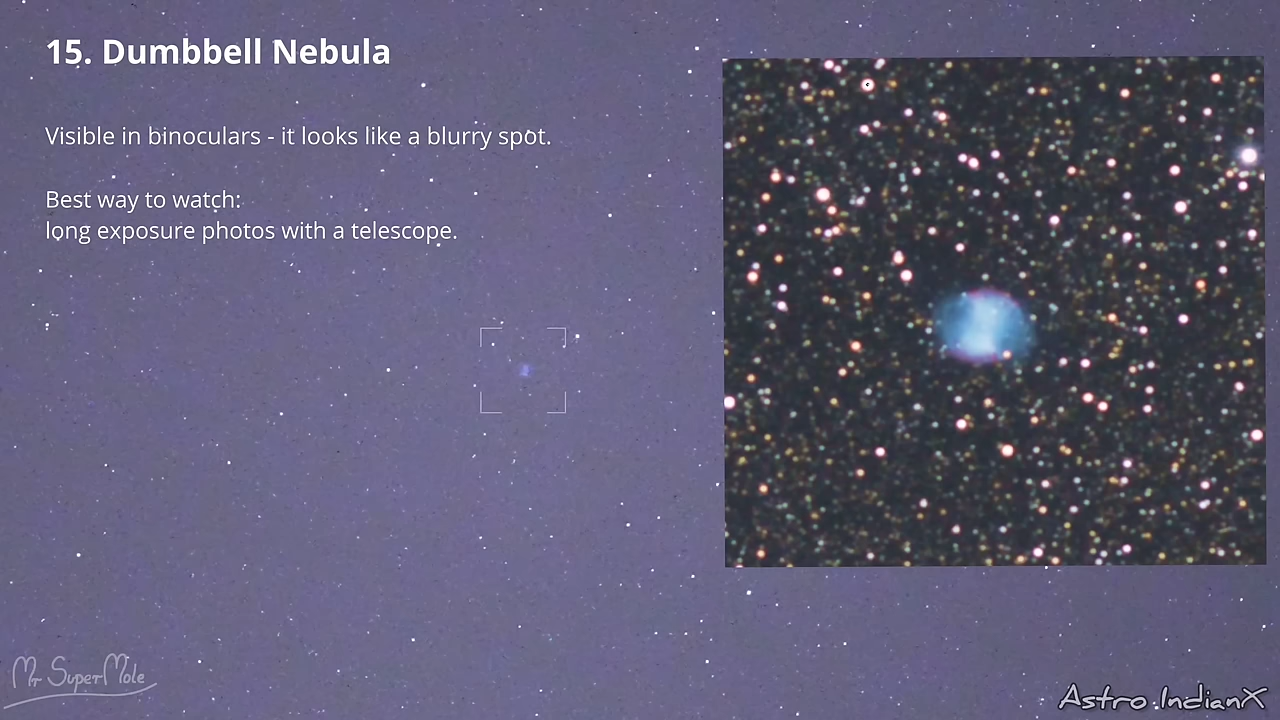 15. Dumbbell Nebula
Visible in binoculars - it looks like a blurry spot.
Best way to watch:
long exposure photos with a telescope.
Mr SuperMole
Astro IndianX